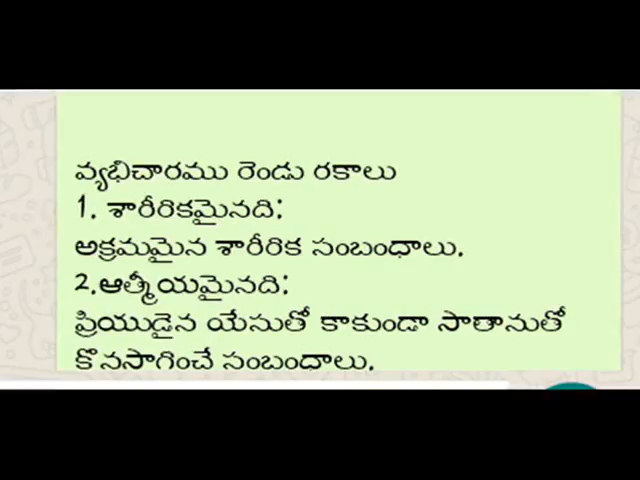 వ్యభిచారము రెండు రకాలు
1. శారీరికమైనది:
అక్రమమైన శారీరిక సంబంధాలు.
2.ఆత్మీయమైనది:
ప్రియుడైన యేసుతో కాకుండా సాతానుతో
కొనసాగించే సంబంధాలు.